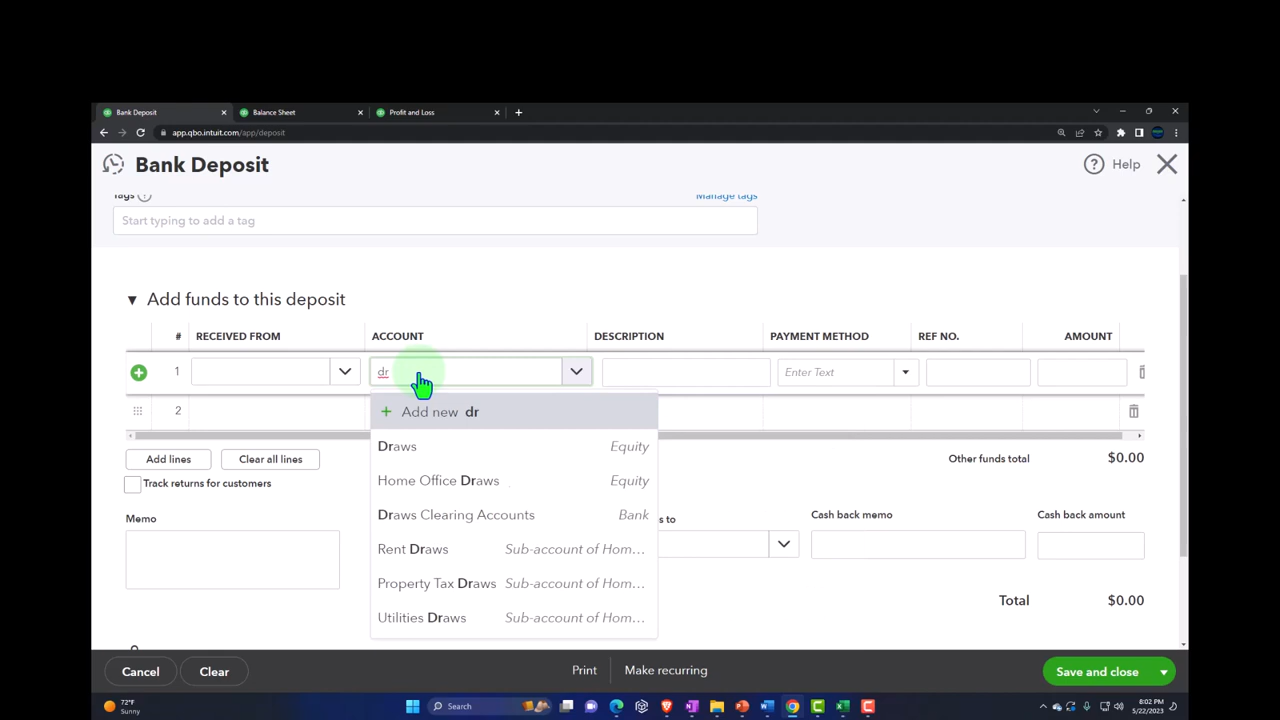 Bank Deposit
Balance Sheet
Profit and Loss
app.qbo.intuit.com/app/deposit
Bank Deposit
Help
Tags
Manage tags
Start typing to add a tag
Add funds to this deposit
# RECEIVED FROM ACCOUNT DESCRIPTION PAYMENT METHOD REF NO. AMOUNT
1 dr Enter Text
+ Add new dr
2
Draws Equity
Add lines Clear all lines Other funds total $0.00
Home Office Draws Equity
Track returns for customers
Draws Clearing Accounts Bank
Memo s to Cash back memo Cash back amount
Rent Draws Sub-account of Hom...
Property Tax Draws Sub-account of Hom...
Total $0.00
Utilities Draws Sub-account of Hom...
Cancel Clear Print Make recurring Save and close
72°F
Sunny
Search
8:02 PM
5/22/2023